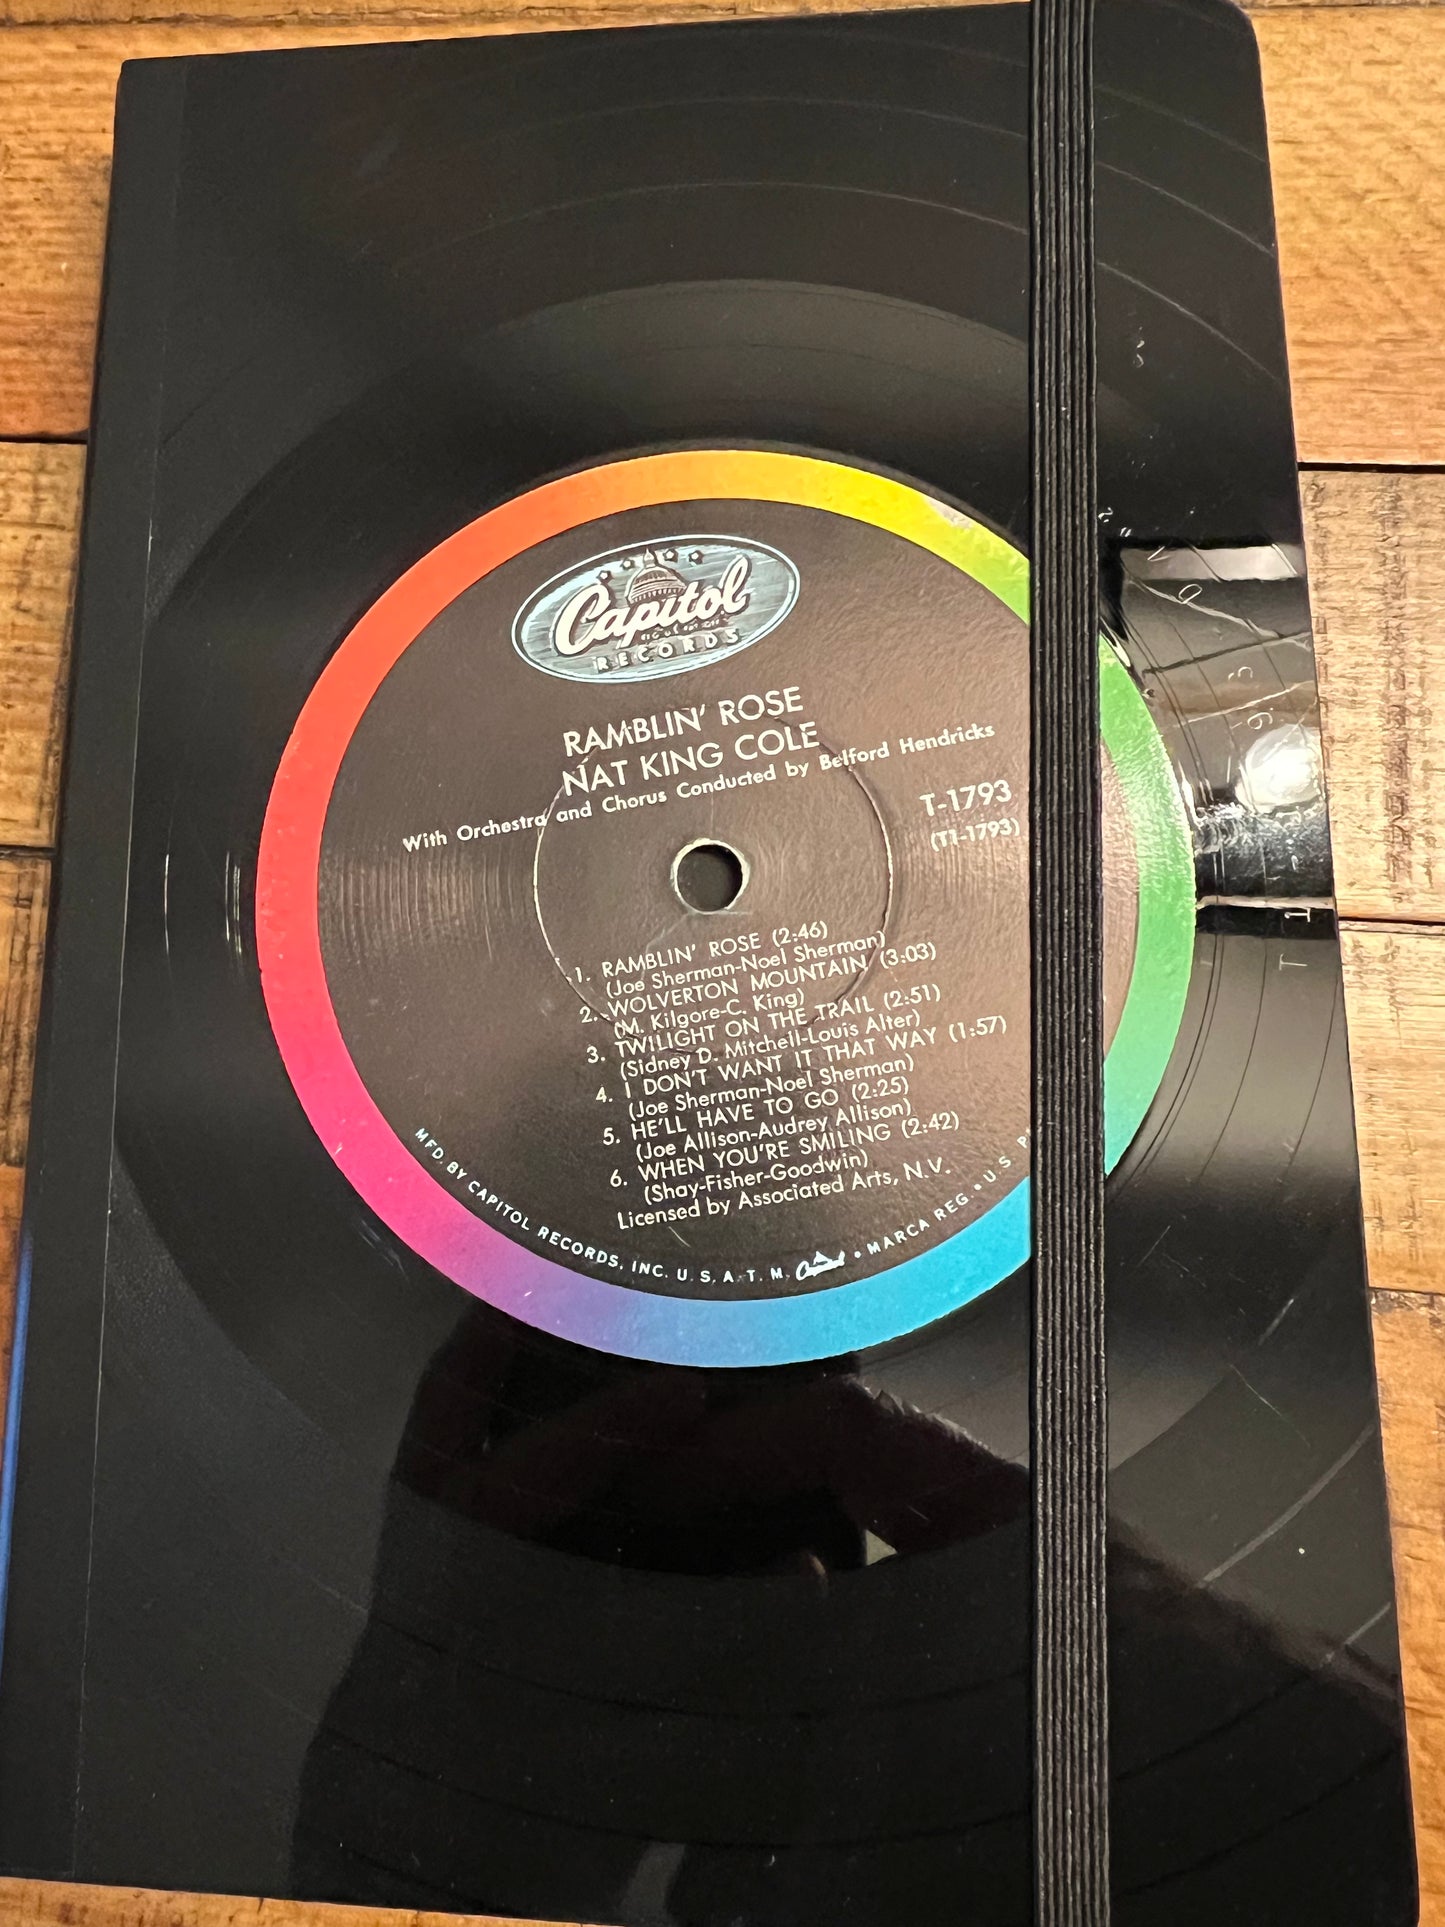 Capitol
RECORDS
RAMBLIN' ROSE
NAT KING COLE
With Orchestra and Chorus Conducted by Belford Hendricks
T-1793
(T1-1793)
1. RAMBLIN' ROSE (2:46)
(Joe Sherman-Noel Sherman)
2. WOLVERTON MOUNTAIN (3:03)
(M. Kilgore-C. King)
3. TWILIGHT ON THE TRAIL (2:51)
(Sidney D. Mitchell-Louis Alter)
4. I DON'T WANT IT THAT WAY (1:57)
(Joe Sherman-Noel Sherman)
5. HE'LL HAVE TO GO (2:25)
(Joe Allison-Audrey Allison)
6. WHEN YOU'RE SMILING (2:42)
(Shay-Fisher-Goodwin)
Licensed by Associated Arts, N.V.
MFD. BY CAPITOL RECORDS, INC. U.S.A. T.M. Capitol • MARCA REG. • U.S.